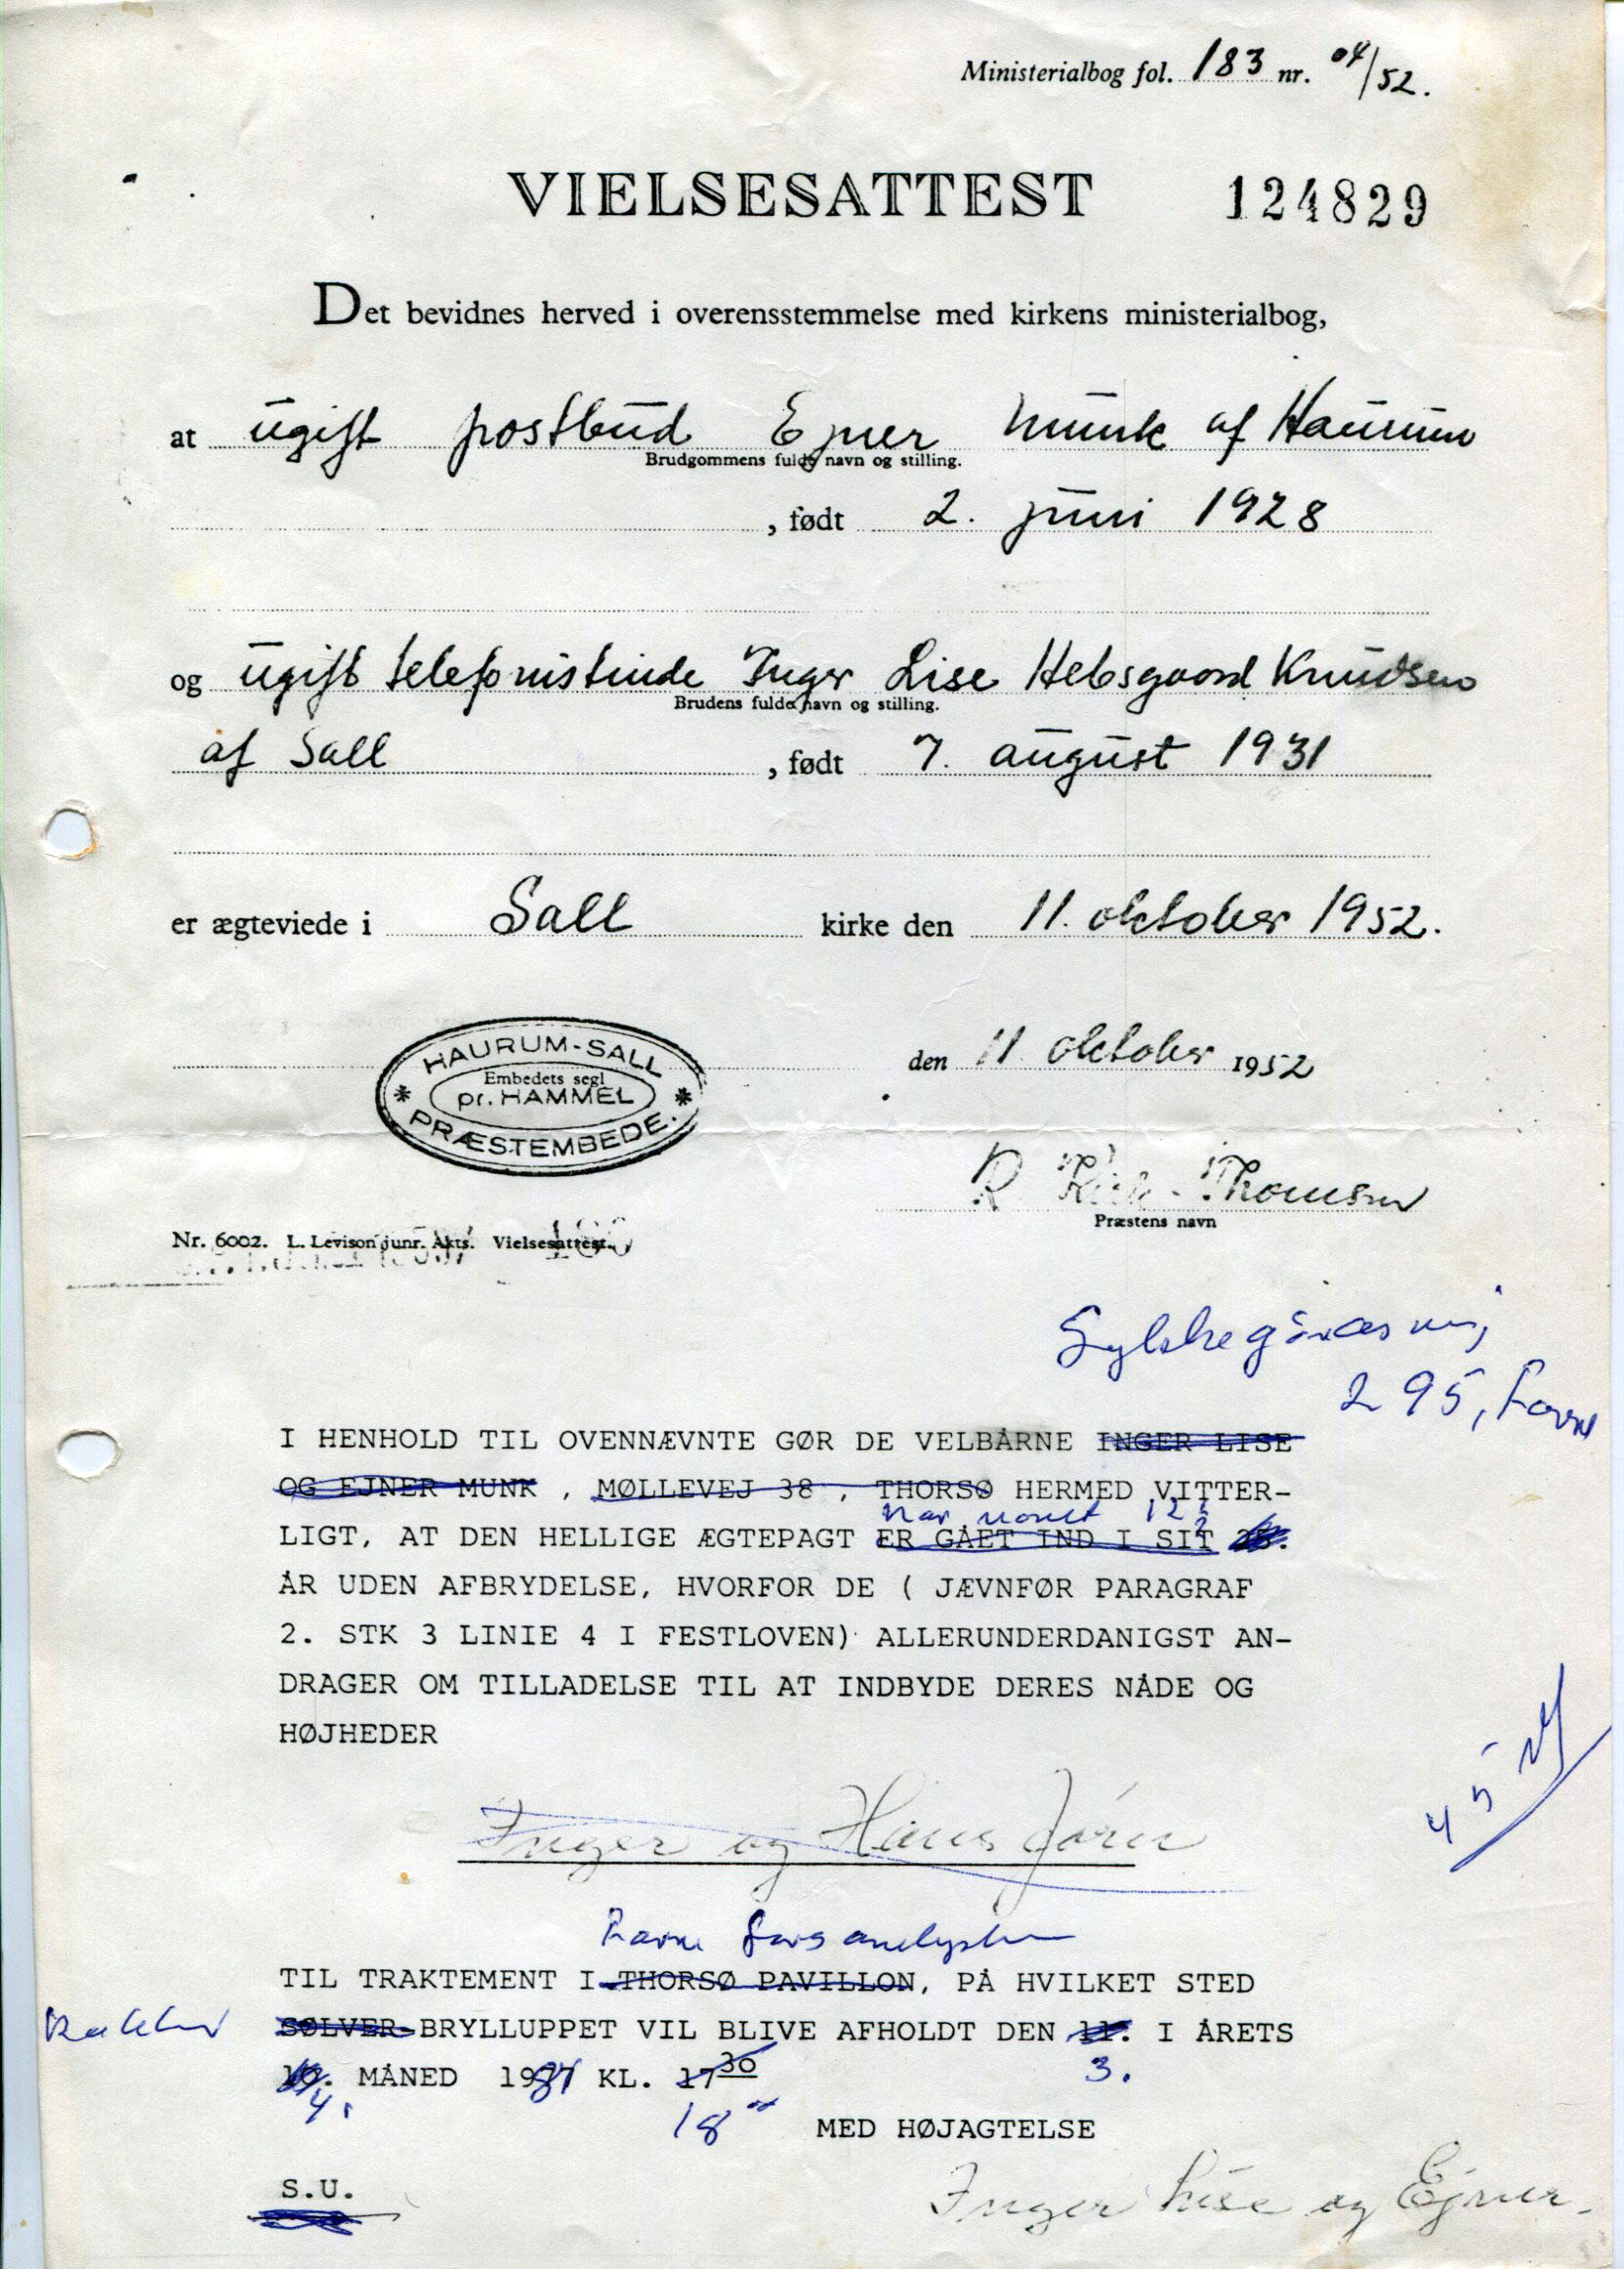 Ministerialbog fol. 183 nr. 04/52.
VIELSESATTEST 124829
Det bevidnes herved i overensstemmelse med kirkens ministerialbog,
at ugift postbud Ejner Munk af Haurum
Brudgommens fulde navn og stilling.
, født 2. juni 1928
og ugift telefonistinde Inger Lise Hebsgaard Knudsen
Brudens fulde navn og stilling.
af Sall , født 7. august 1931
er ægteviede i Sall kirke den 11. oktober 1952.
HAURUM-SALL
Embedets segl
pr. HAMMEL
PRÆSTEMBEDE.
den 11 oktober 1952
R Thomsen
Præstens navn
Nr. 6002. L. Levison junr. Akts. Vielsesattest.
295,
I HENHOLD TIL OVENNÆVNTE GØR DE VELBÅRNE INGER LISE
OG EJNER MUNK , MØLLEVEJ 38 , THORSØ HERMED VITTER-
har 12½
LIGT, AT DEN HELLIGE ÆGTEPAGT ER GÅET IND I SIT 25.
ÅR UDEN AFBRYDELSE, HVORFOR DE ( JÆVNFØR PARAGRAF
2. STK 3 LINIE 4 I FESTLOVEN) ALLERUNDERDANIGST AN-
DRAGER OM TILLADELSE TIL AT INDBYDE DERES NÅDE OG
HØJHEDER
45
Inger og Hans Jørn
TIL TRAKTEMENT I THORSØ PAVILLON, PÅ HVILKET STED
SØLVER-BRYLLUPPET VIL BLIVE AFHOLDT DEN 11. I ÅRETS
10. MÅNED 1977 KL. 17 30
3.
4.
18
MED HØJAGTELSE
S.U.
Inger Lise og Ejner.